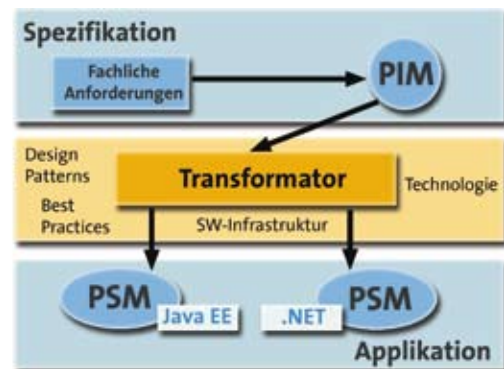 Spezifikation
Fachliche
Anforderungen
PIM
Design
Patterns
Transformator
Technologie
Best
Practices
SW-Infrastruktur
PSM
Java EE
.NET
PSM
Applikation